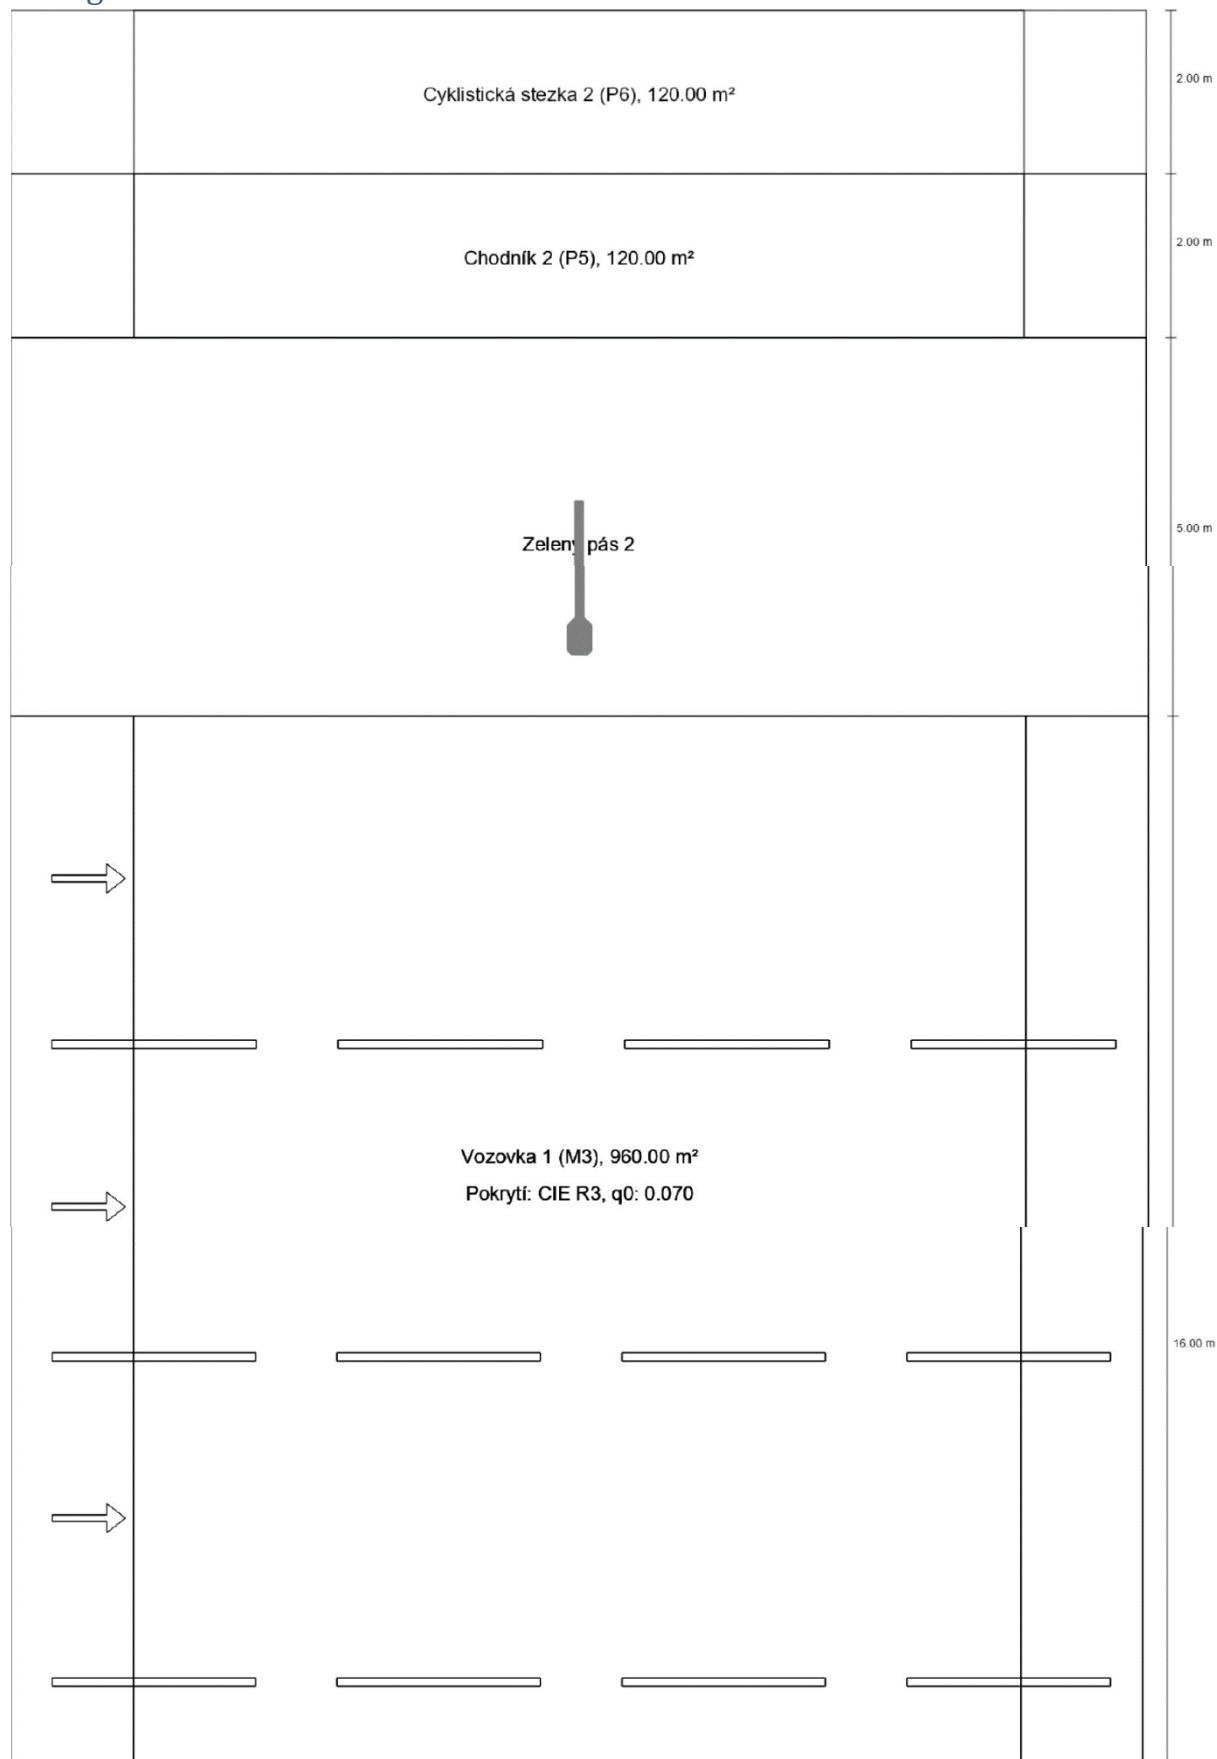 Cyklistická stezka 2 (P6), 120.00 m²
2.00 m
Chodník 2 (P5), 120.00 m²
2.00 m
Zelený pás 2
5.00 m
Vozovka 1 (M3), 960.00 m²
Pokrytí: CIE R3, q0: 0.070
16.00 m